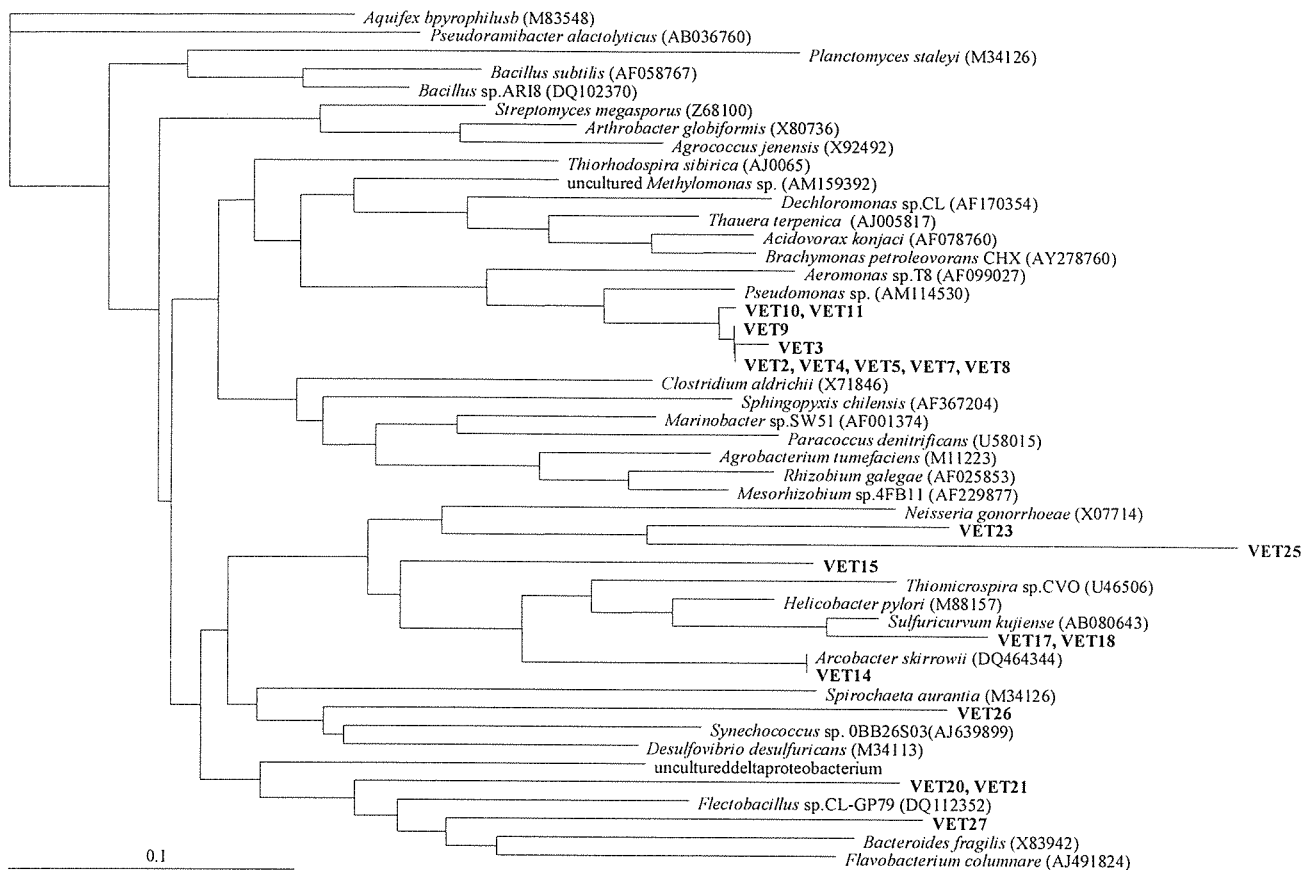 Aquifex bpyrophilusb (M83548)
Pseudoramibacter alactolyticus (AB036760)
Planctomyces staleyi (M34126)
Bacillus subtilis (AF058767)
Bacillus sp.ARI8 (DQ102370)
Streptomyces megasporus (Z68100)
Arthrobacter globiformis (X80736)
Agrococcus jenensis (X92492)
Thiorhodospira sibirica (AJ0065)
uncultured Methylomonas sp. (AM159392)
Dechloromonas sp.CL (AF170354)
Thauera terpenica (AJ005817)
Acidovorax konjaci (AF078760)
Brachymonas petroleovorans CHX (AY278760)
Aeromonas sp.T8 (AF099027)
Pseudomonas sp. (AM114530)
VET10, VET11
VET9
VET3
VET2, VET4, VET5, VET7, VET8
Clostridium aldrichii (X71846)
Sphingopyxis chilensis (AF367204)
Marinobacter sp.SW51 (AF001374)
Paracoccus denitrificans (U58015)
Agrobacterium tumefaciens (M11223)
Rhizobium galegae (AF025853)
Mesorhizobium sp.4FB11 (AF229877)
Neisseria gonorrhoeae (X07714)
VET23
VET25
VET15
Thiomicrospira sp.CVO (U46506)
Helicobacter pylori (M88157)
Sulfuricurvum kujiense (AB080643)
VET17, VET18
Arcobacter skirrowii (DQ464344)
VET14
Spirochaeta aurantia (M34126)
VET26
Synechococcus sp. 0BB26S03(AJ639899)
Desulfovibrio desulfuricans (M34113)
uncultureddeltaproteobacterium
VET20, VET21
Flectobacillus sp.CL-GP79 (DQ112352)
VET27
Bacteroides fragilis (X83942)
Flavobacterium columnare (AJ491824)
0.1